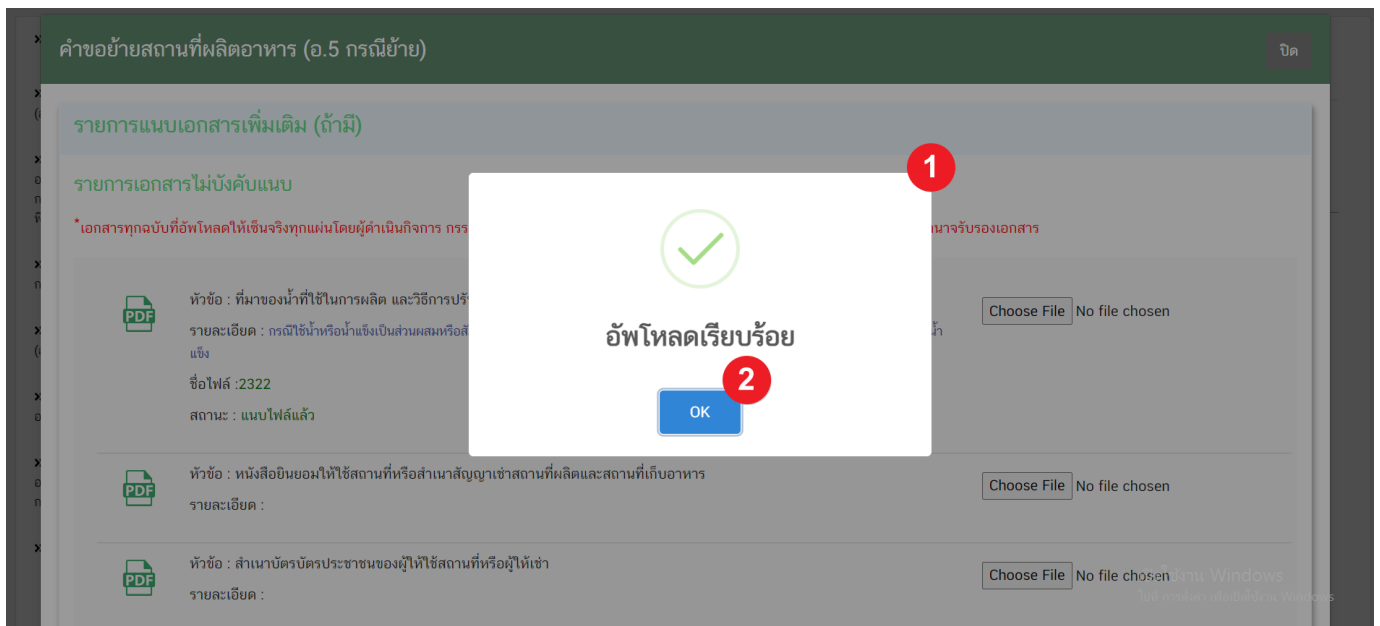 คำขอย้ายสถานที่ผลิตอาหาร (อ.5 กรณีย้าย)
ปิด
รายการแนบเอกสารเพิ่มเติม (ถ้ามี)
1
รายการเอกสารไม่บังคับแนบ
*เอกสารทุกฉบับที่อัพโหลดให้เซ็นจริงทุกแผ่นโดยผู้ดำเนินกิจการ
รับรองเอกสาร
หัวข้อ : ที่มาของน้ำที่ใช้ในการผลิต และวิธีการ
Choose File No file chosen
PDF
รายละเอียด : กรณีใช้น้ำหรือน้ำแข็งเป็นส่วนผสมหรือ
น้ำ
แข็ง
อัพโหลดเรียบร้อย
ชื่อไฟล์ :2322
2
สถานะ : แนบไฟล์แล้ว
OK
หัวข้อ : หนังสือยินยอมให้ใช้สถานที่หรือสำเนาสัญญาเช่าสถานที่ผลิตและสถานที่เก็บอาหาร
Choose File No file chosen
PDF
รายละเอียด :
หัวข้อ : สำเนาบัตรบัตรประชาชนของผู้ให้ใช้สถานที่หรือผู้ให้เช่า
Choose File No file chosen
PDF
รายละเอียด :
Windows